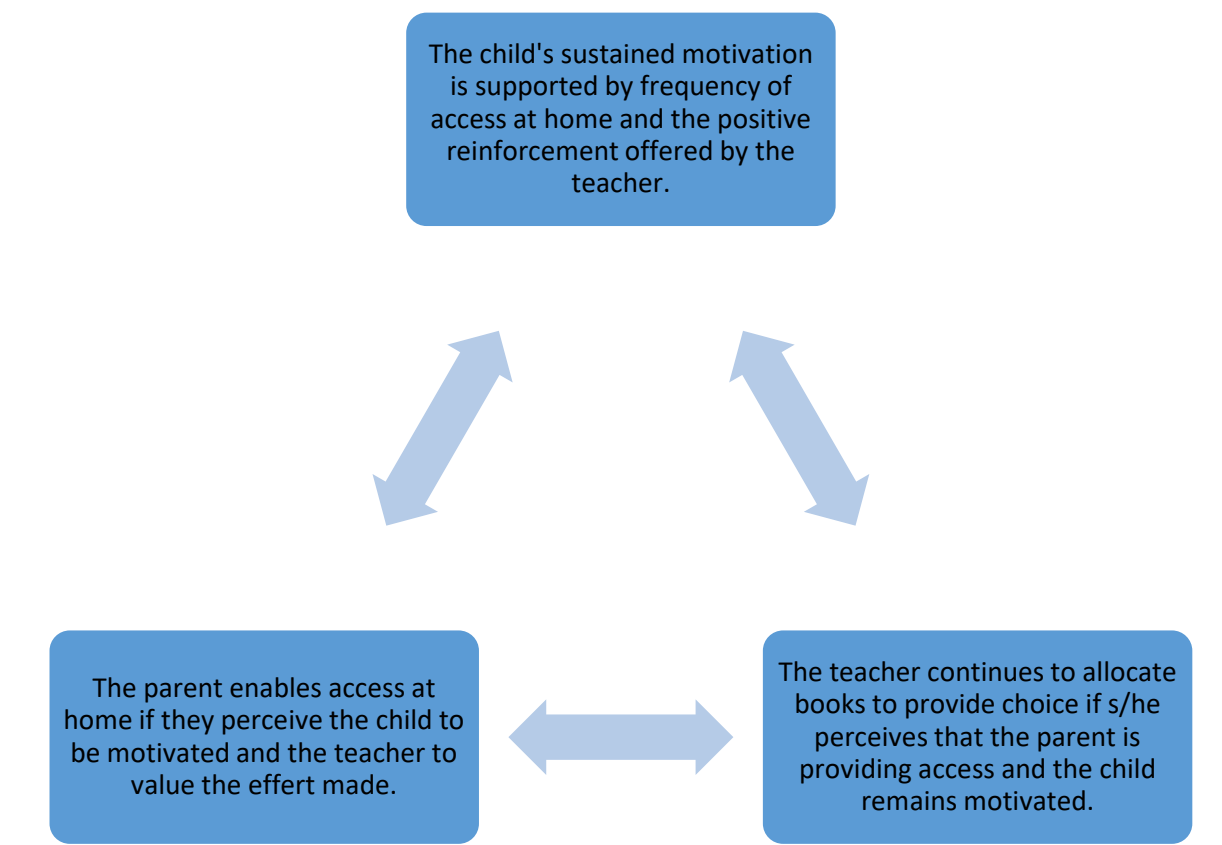 The child's sustained motivation
is supported by frequency of
access at home and the positive
reinforcement offered by the
teacher.
The parent enables access at
home if they perceive the child to
be motivated and the teacher to
value the effert made.
The teacher continues to allocate
books to provide choice if s/he
perceives that the parent is
providing access and the child
remains motivated.